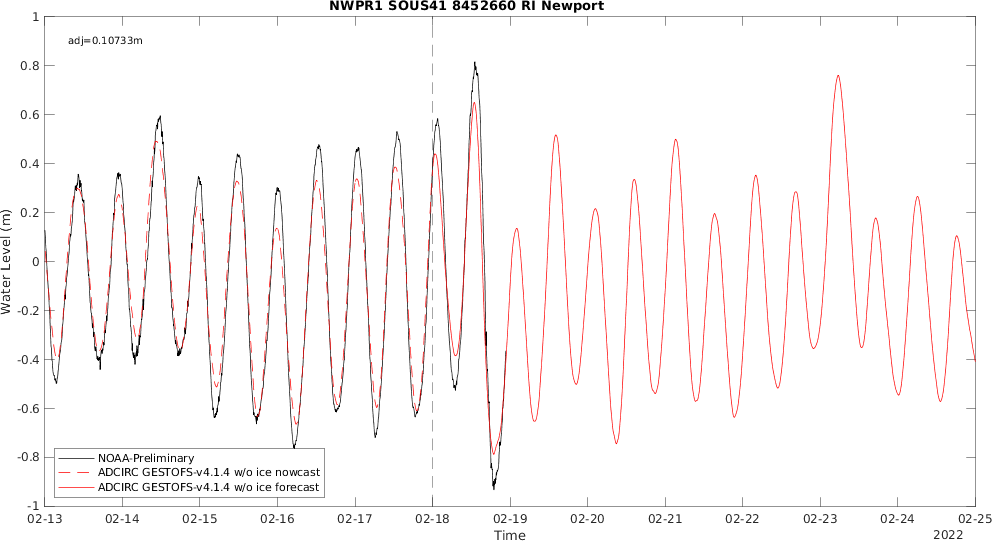 NWPR1 SOUS41 8452660 RI Newport
adj=0.10733m
1
0.8
0.6
0.4
0.2
0
-0.2
-0.4
-0.6
-0.8
-1
Water Level (m)
NOAA-Preliminary
ADCIRC GESTOFS-v4.1.4 w/o ice nowcast
ADCIRC GESTOFS-v4.1.4 w/o ice forecast
02-13 02-14 02-15 02-16 02-17 02-18 02-19 02-20 02-21 02-22 02-23 02-24 02-25
Time
2022